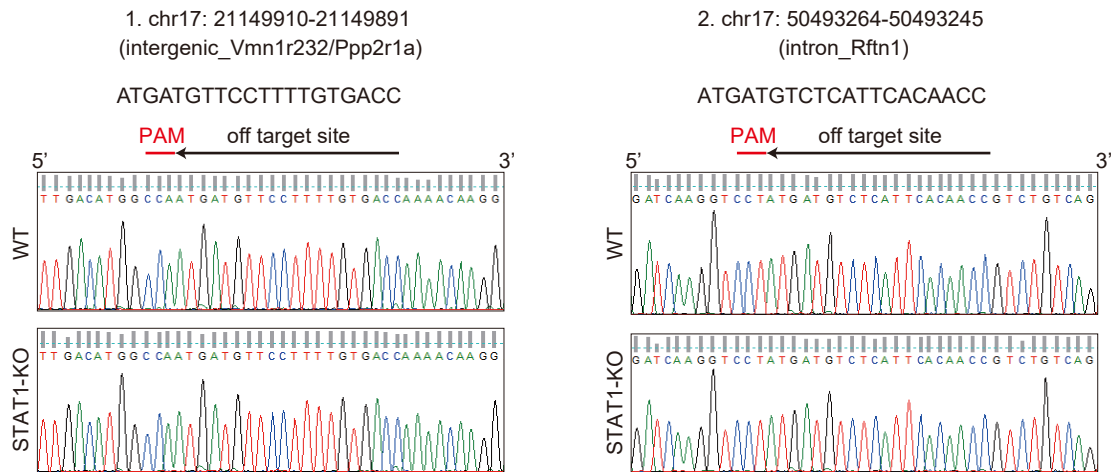 1. chr17: 21149910-21149891
(intergenic_Vmn1r232/Ppp2r1a)
ATGATGTTCCTTTTGTGACC
PAM
off target site
5’
3’
WT
TTGACATGGCCAATGATGTTCCTTTTGTGACCAAAACAAGG
STAT1-KO
TTGACATGGCCAATGATGTTCCTTTTGTGACCAAAACAAGG
2. chr17: 50493264-50493245
(intron_Rftn1)
ATGATGTCTCATTCACAACC
PAM
off target site
5’
3’
WT
GATCAAGGTCCTATGATGTCTCATTCACAACCGTCTGTCAG
STAT1-KO
GATCAAGGTCCTATGATGTCTCATTCACAACCGTCTGTCAG